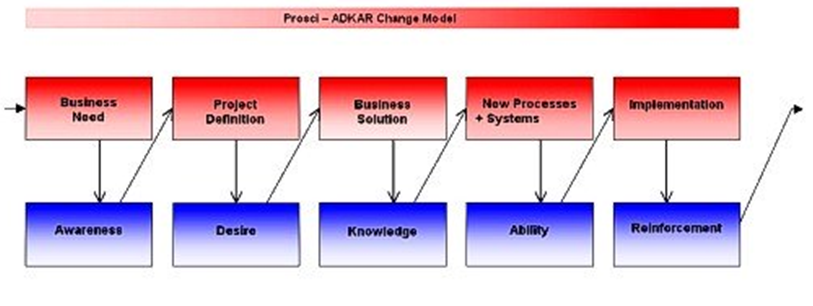 Prosci – ADKAR Change Model
Business
Need
Project
Definition
Business
Solution
New Processes
+ Systems
Implementation
Awareness
Desire
Knowledge
Ability
Reinforcement